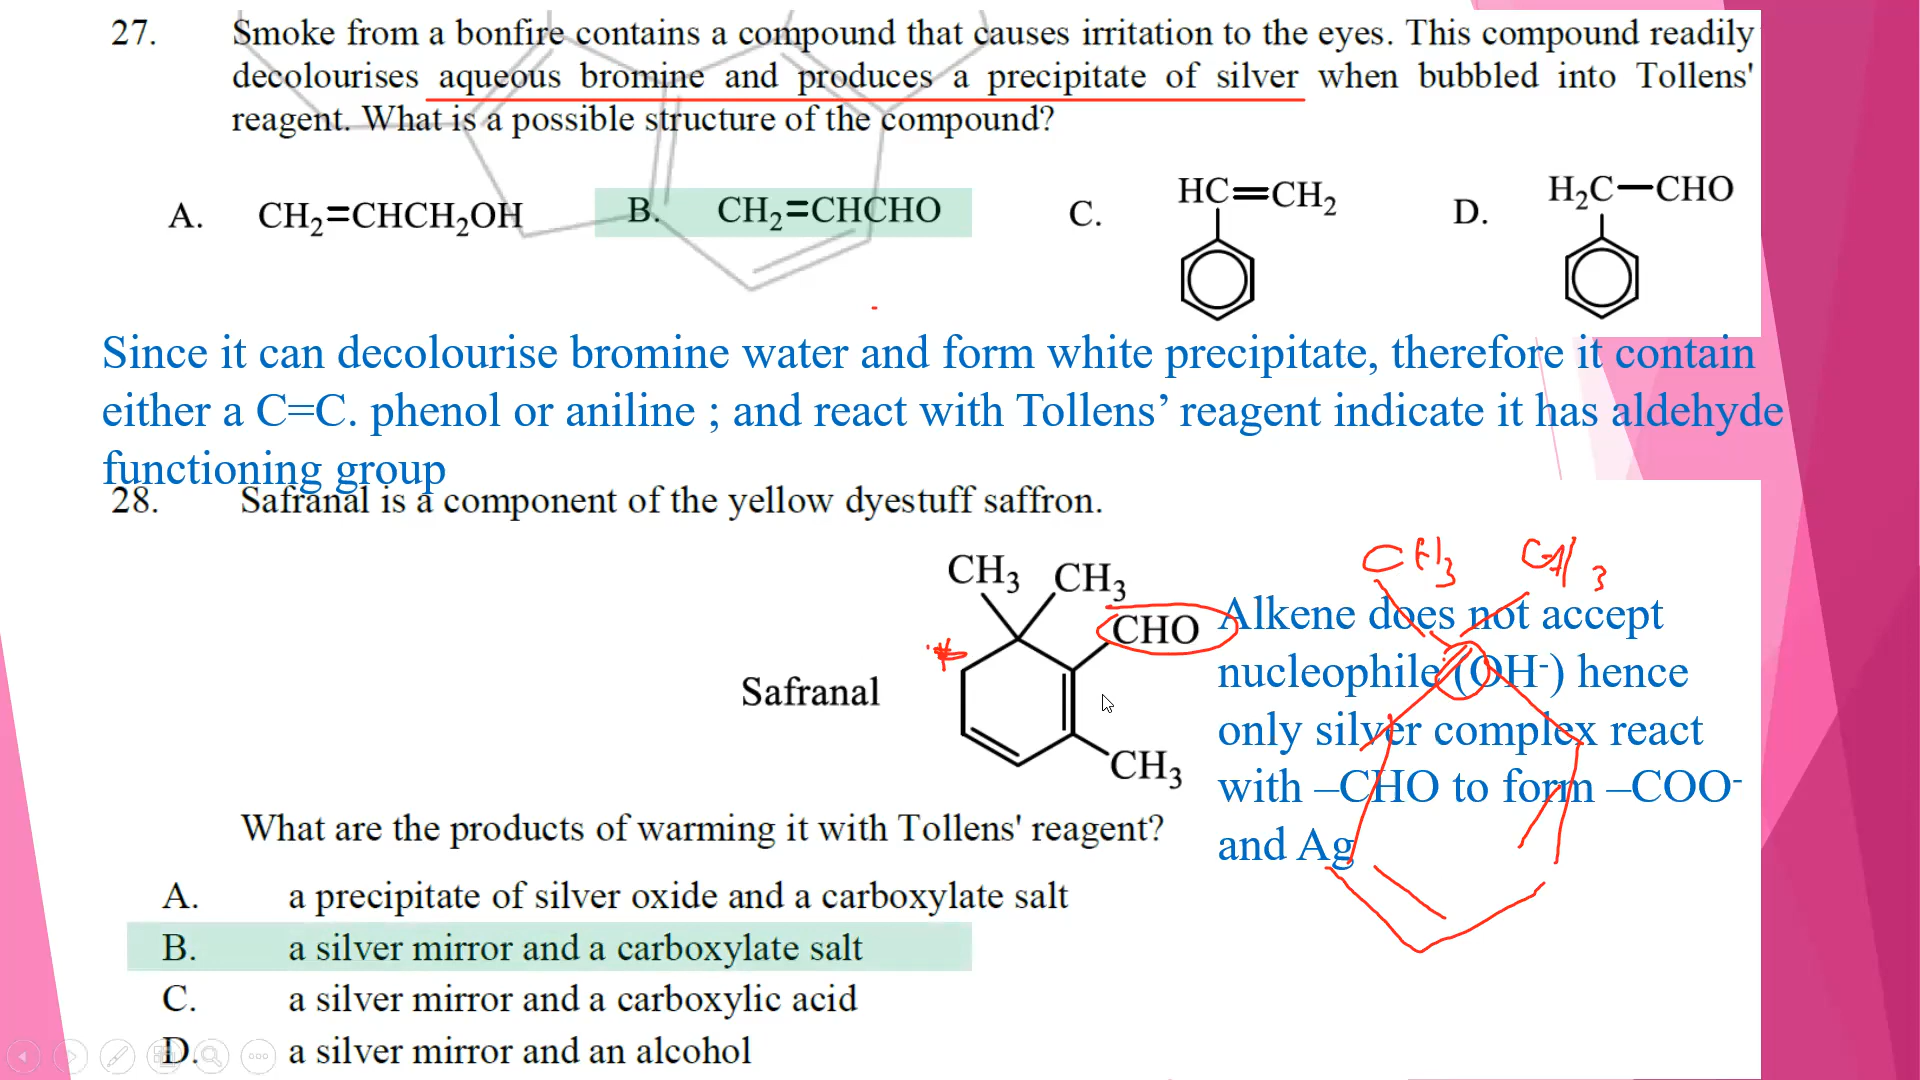 27. Smoke from a bonfire contains a compound that causes irritation to the eyes. This compound readily
decolourises aqueous bromine and produces a precipitate of silver when bubbled into Tollens'
reagent. What is a possible structure of the compound?
A. CH₂=CHCH₂OH B. CH₂=CHCHO C. HC=CH₂ D. H₂C—CHO
Since it can decolourise bromine water and form white precipitate, therefore it contain
either a C=C. phenol or aniline ; and react with Tollens’ reagent indicate it has aldehyde
functioning group
28. Safranal is a component of the yellow dyestuff saffron.
CH₃ CH₃
CHO
Safranal
CH₃
CH₃ CH₃
Alkene does not accept
nucleophile (OH⁻) hence
only silver complex react
with –CHO to form –COO⁻
and Ag
What are the products of warming it with Tollens' reagent?
A. a precipitate of silver oxide and a carboxylate salt
B. a silver mirror and a carboxylate salt
C. a silver mirror and a carboxylic acid
D. a silver mirror and an alcohol